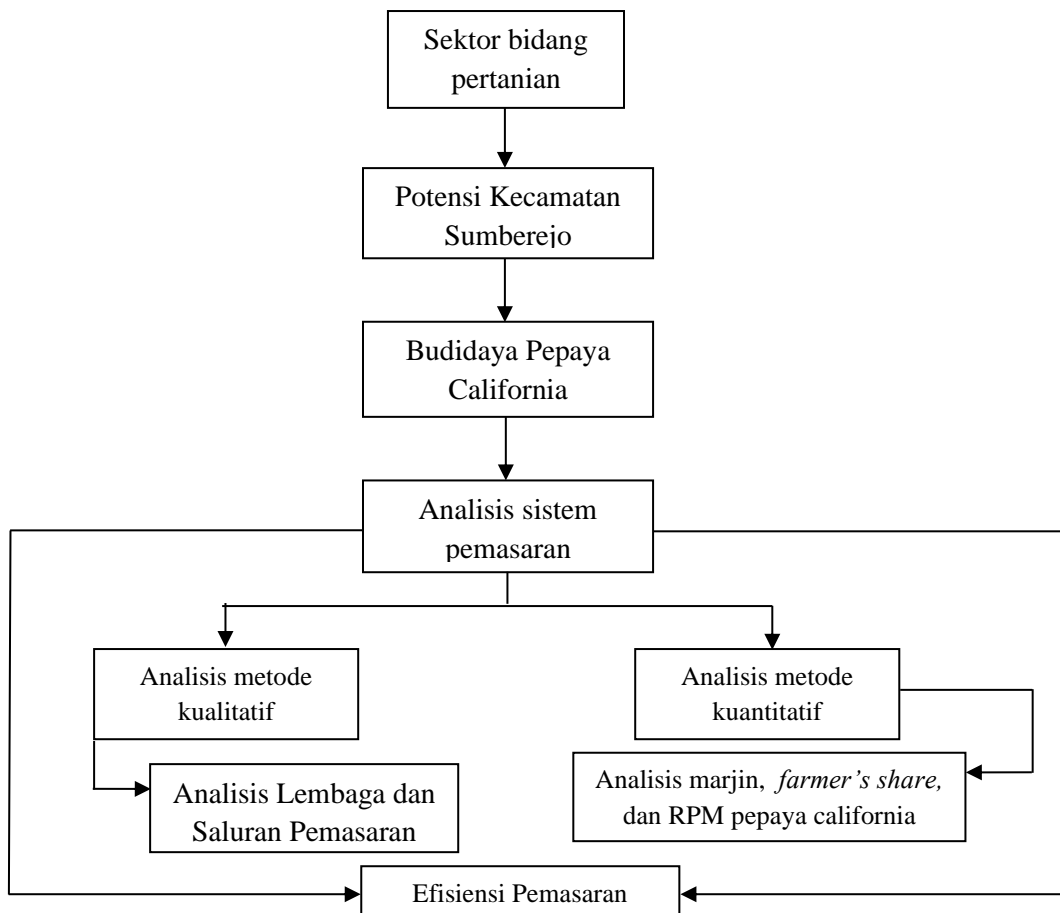 Sektor bidang
pertanian
Potensi Kecamatan
Sumberejo
Budidaya Pepaya
California
Analisis sistem
pemasaran
Analisis metode
kualitatif
Analisis metode
kuantitatif
Analisis Lembaga dan
Saluran Pemasaran
Analisis marjin, farmer’s share,
dan RPM pepaya california
Efisiensi Pemasaran